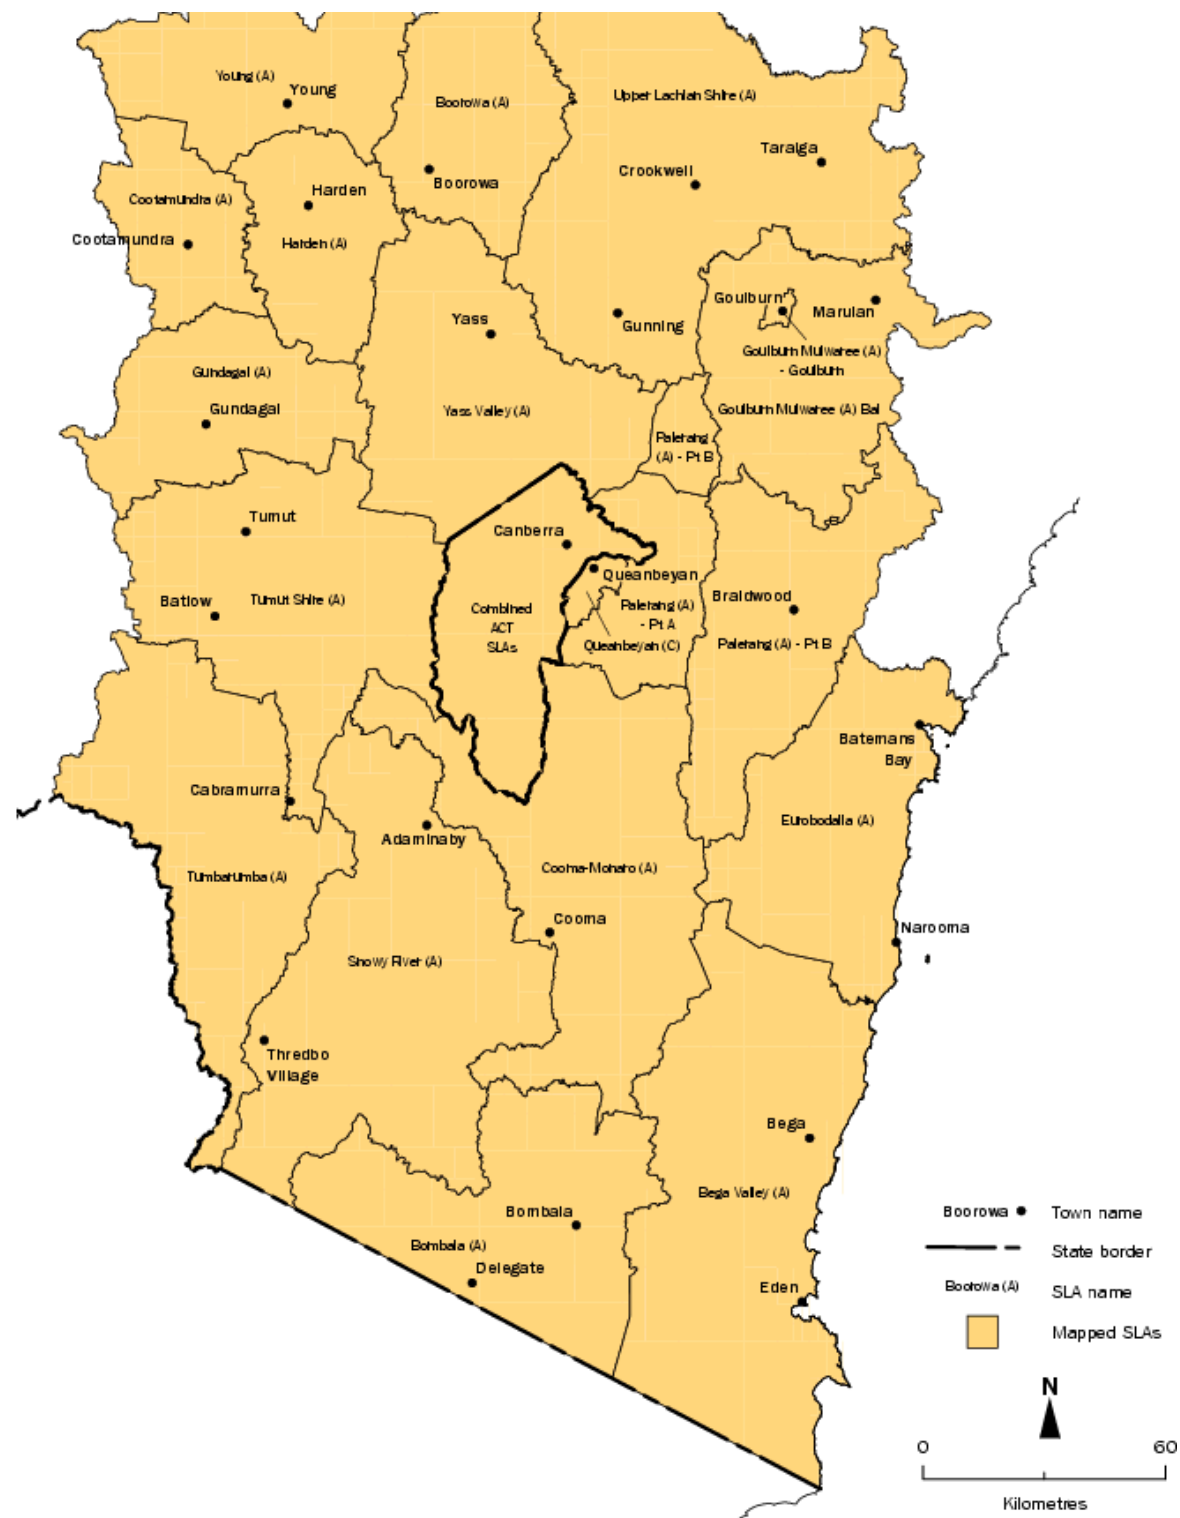 Young (A)
Young
Boorowa (A)
Upper Lachlan Shire (A)
Taralga
Crookwell
Boorowa
Harden
Cootamundra (A)
Cootamundra
Harden (A)
Goulburn
Marulan
Yass
Gunning
Goulburn Mulwaree (A)
- Goulburn
Gundagai (A)
Gundagai
Yass Valley (A)
Goulburn Mulwaree (A) Bal
Palerang
(A) - Pt B
Tumut
Canberra
Queanbeyan
Batlow
Tumut Shire (A)
Combined
ACT
SLAs
Palerang (A)
- Pt A
Queanbeyan (C)
Braidwood
Palerang (A) - Pt B
Batemans
Bay
Cabramurra
Adaminaby
Eurobodalla (A)
Tumbarumba (A)
Cooma-Monaro (A)
Cooma
Narooma
Snowy River (A)
Thredbo
Village
Bega
Bega Valley (A)
Bombala
Bombala (A)
Delegate
Eden
Boorowa
Town name
State border
Boorowa (A)
SLA name
Mapped SLAs
N
0
60
Kilometres